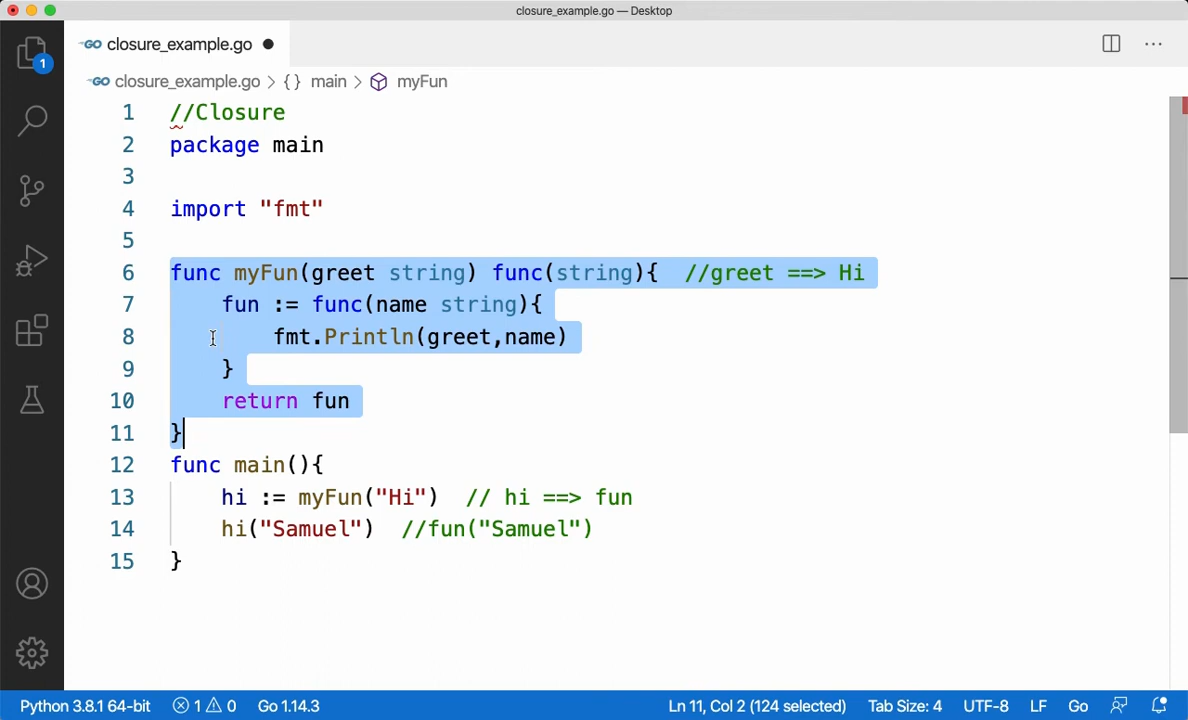 closure_example.go — Desktop
GO closure_example.go ●
1
GO closure_example.go > {} main > myFun
1 //Closure
2 package main
3
4 import "fmt"
5
6 func myFun(greet string) func(string){  //greet ==> Hi
7     fun := func(name string){
8         fmt.Println(greet,name)
9     }
10     return fun
11 }
12 func main(){
13     hi := myFun("Hi")  // hi ==> fun
14     hi("Samuel")  //fun("Samuel")
15 }
Python 3.8.1 64-bit 1 0 Go 1.14.3 Ln 11, Col 2 (124 selected) Tab Size: 4 UTF-8 LF Go